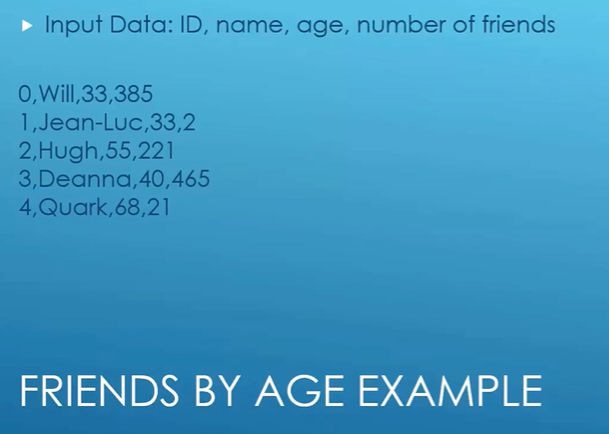 Input Data: ID, name, age, number of friends
0,Will,33,385
1,Jean-Luc,33,2
2,Hugh,55,221
3,Deanna,40,465
4,Quark,68,21
FRIENDS BY AGE EXAMPLE